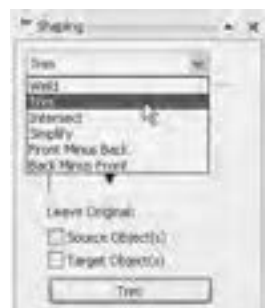 Shaping
Trim
Weld
Trim
Intersect
Simplify
Front Minus Back
Back Minus Front
Leave Original:
Source Object(s)
Target Object(s)
Trim